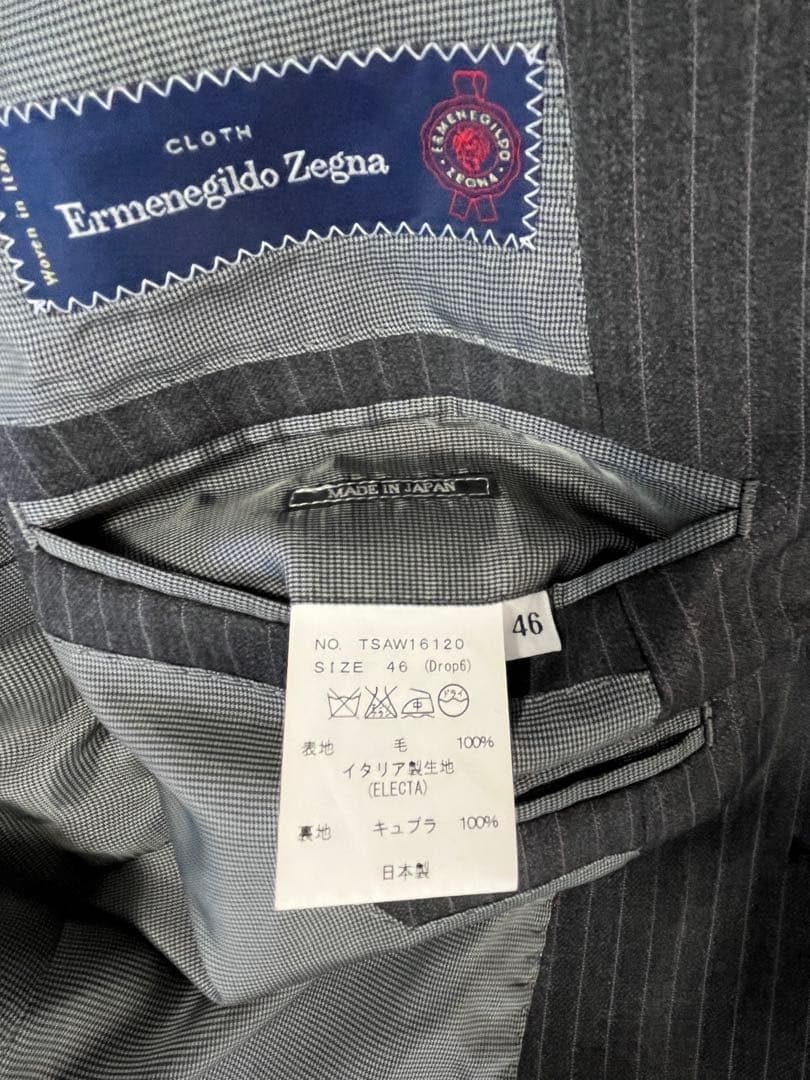 CLOTH
Ermenegildo Zegna
Woven in Italy
ERMENEGILDO
ZEGNA
MADE IN JAPAN
46
NO. TSAW16120
SIZE 46 (Drop6)
中 ドライ
表地 毛 100%
イタリア製生地
(ELECTA)
裏地 キュプラ 100%
日本製